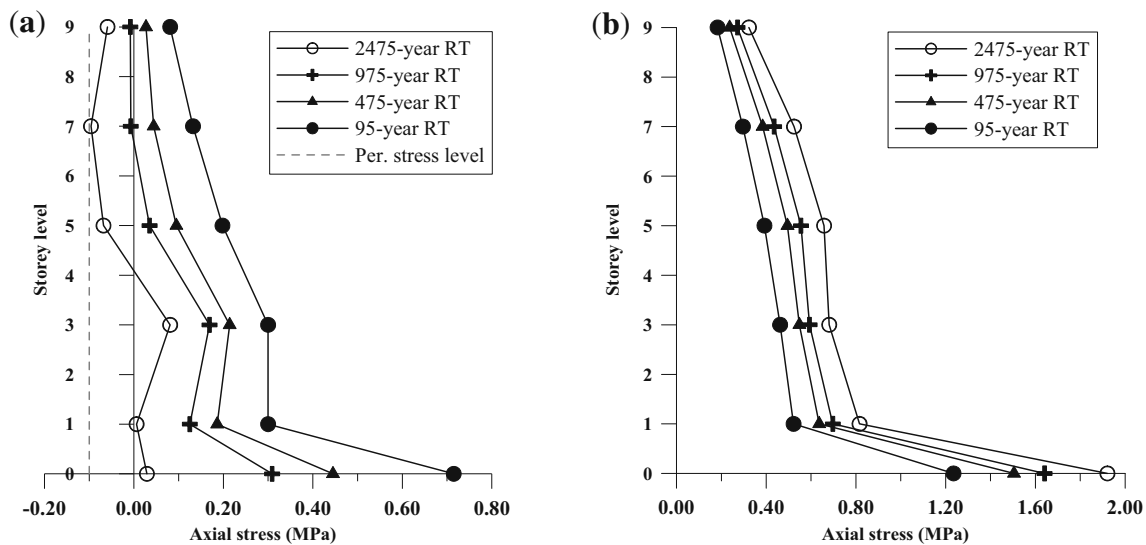 (a)
2475-year RT
975-year RT
475-year RT
95-year RT
Per. stress level
Storey level
9
8
7
6
5
4
3
2
1
0
-0.20 0.00 0.20 0.40 0.60 0.80
Axial stress (MPa)
(b)
2475-year RT
975-year RT
475-year RT
95-year RT
Storey level
9
8
7
6
5
4
3
2
1
0
0.00 0.40 0.80 1.20 1.60 2.00
Axial stress (MPa)